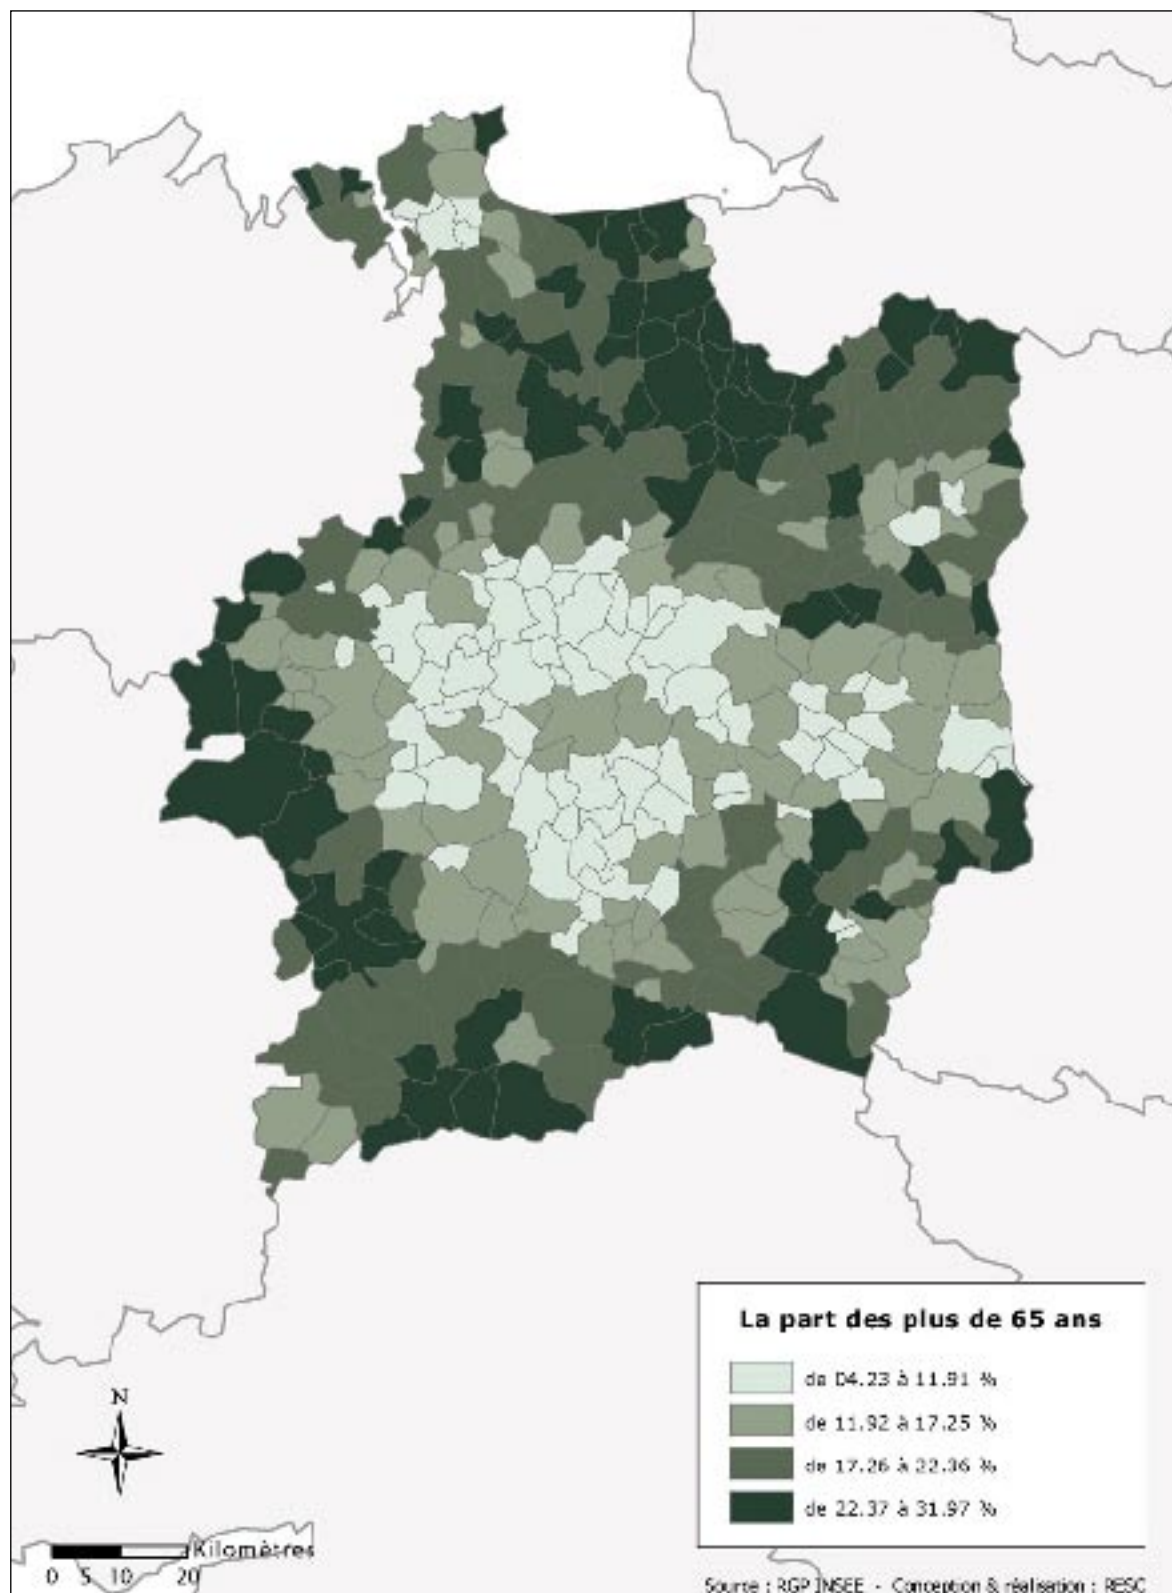 La part des plus de 65 ans
de 04.23 à 11.91 %
de 11.92 à 17.25 %
de 17.26 à 22.36 %
de 22.37 à 31.97 %
N
Kilomètres
0 5 10 20
Source : RGP INSEE - Conception & réalisation : RESO